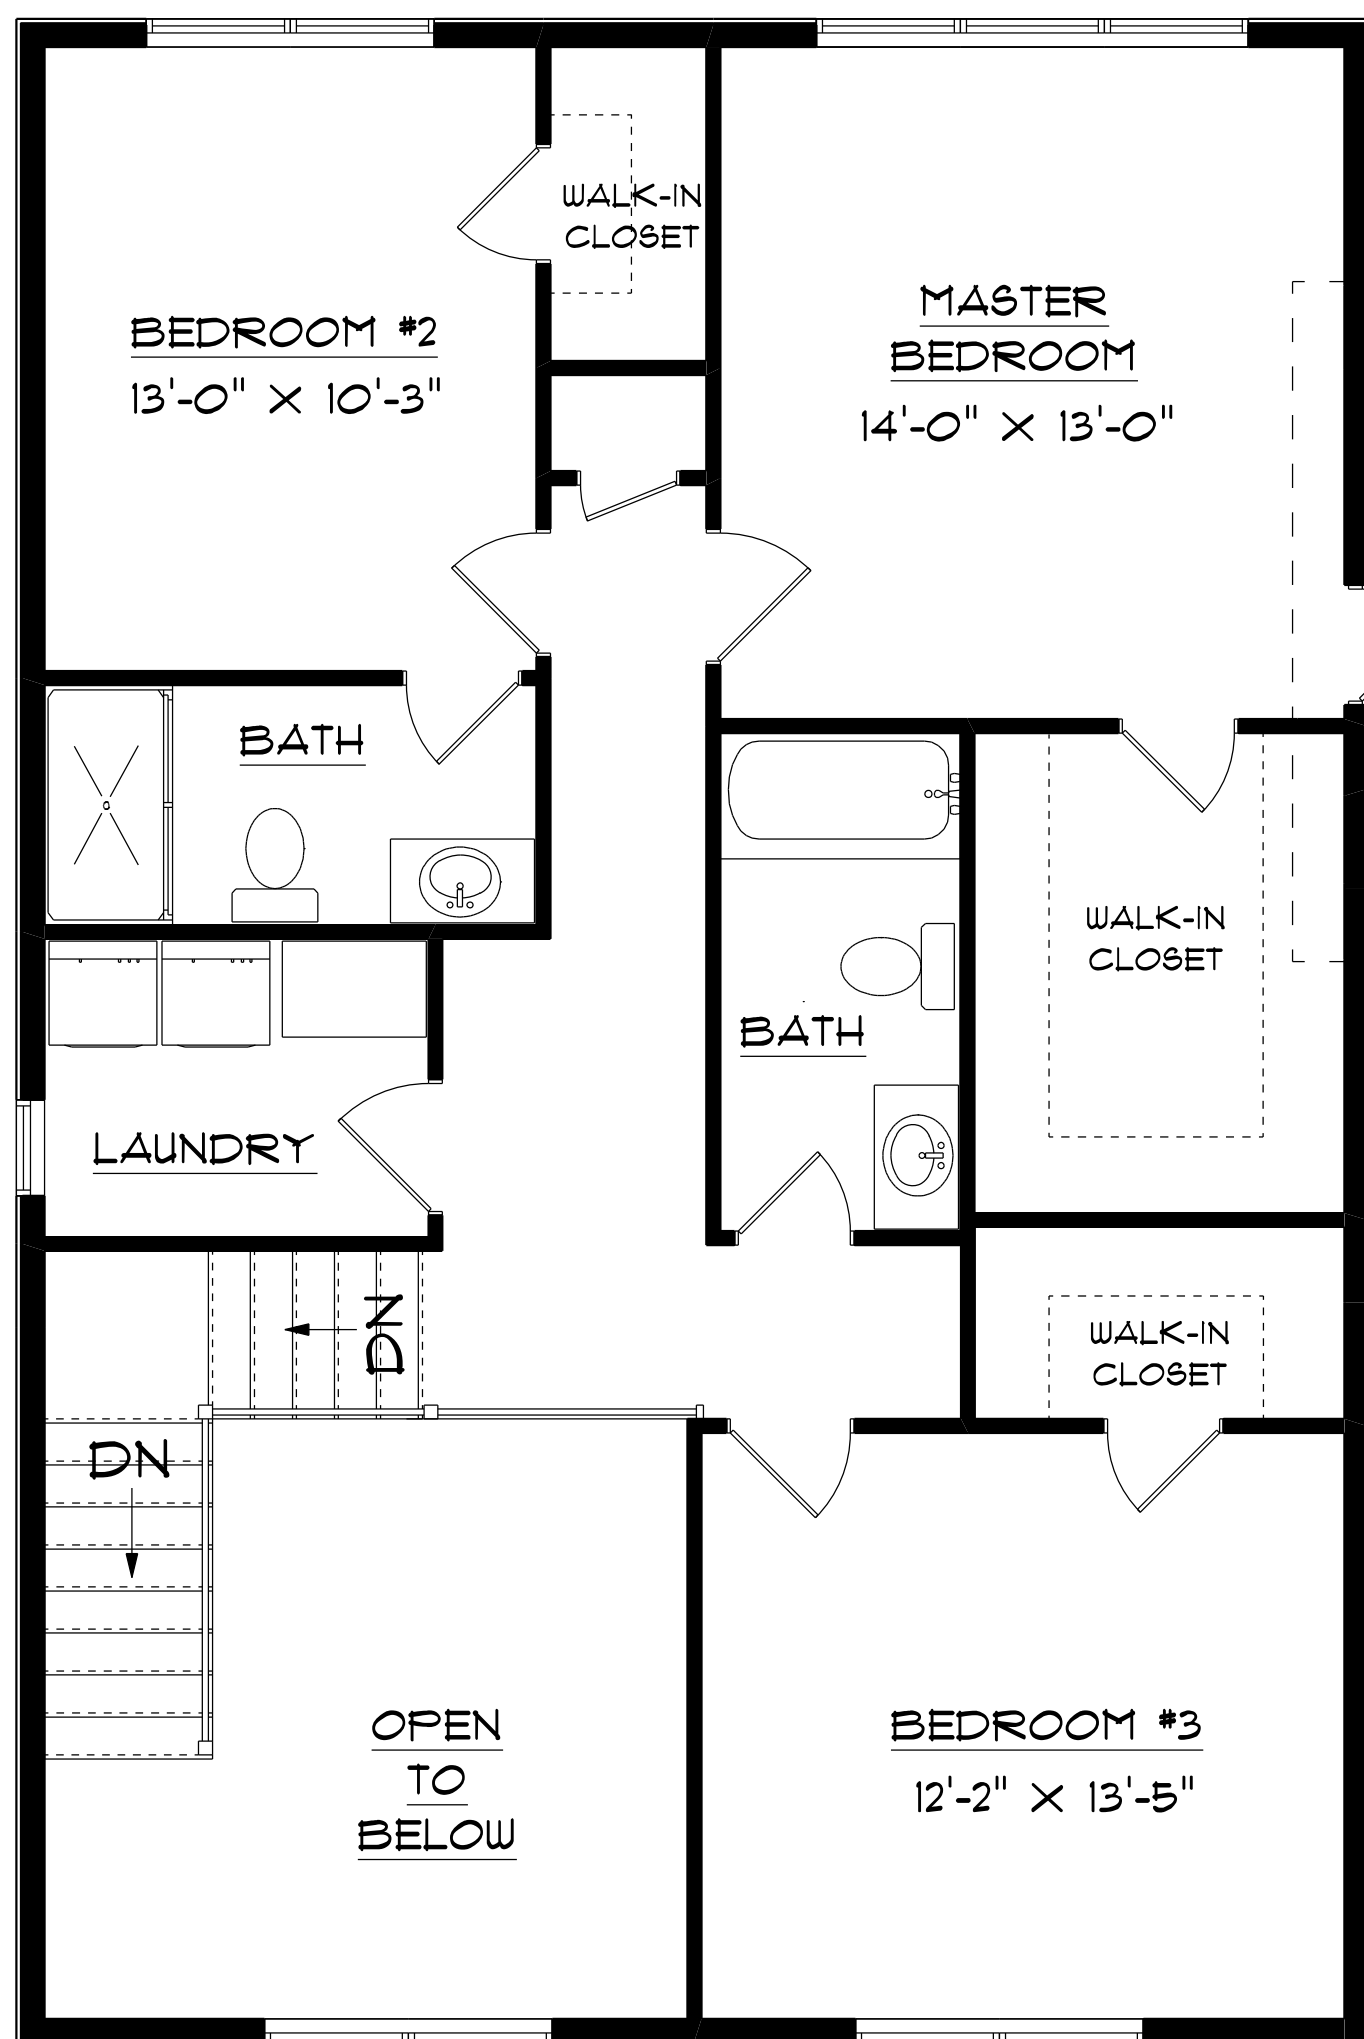 WALK-IN
CLOSET
BEDROOM #2
13'-0" X 10'-3"
MASTER
BEDROOM
14'-0" X 13'-0"
BATH
WALK-IN
CLOSET
BATH
LAUNDRY
DN
WALK-IN
CLOSET
DN
OPEN
TO
BELOW
BEDROOM #3
12'-2" X 13'-5"